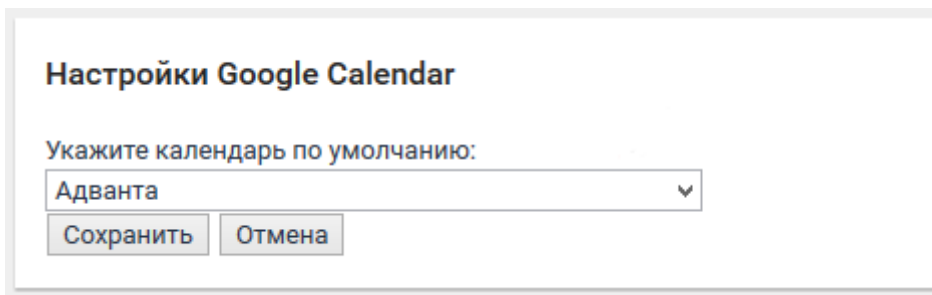 Настройки Google Calendar
Укажите календарь по умолчанию:
Адванта
Сохранить Отмена